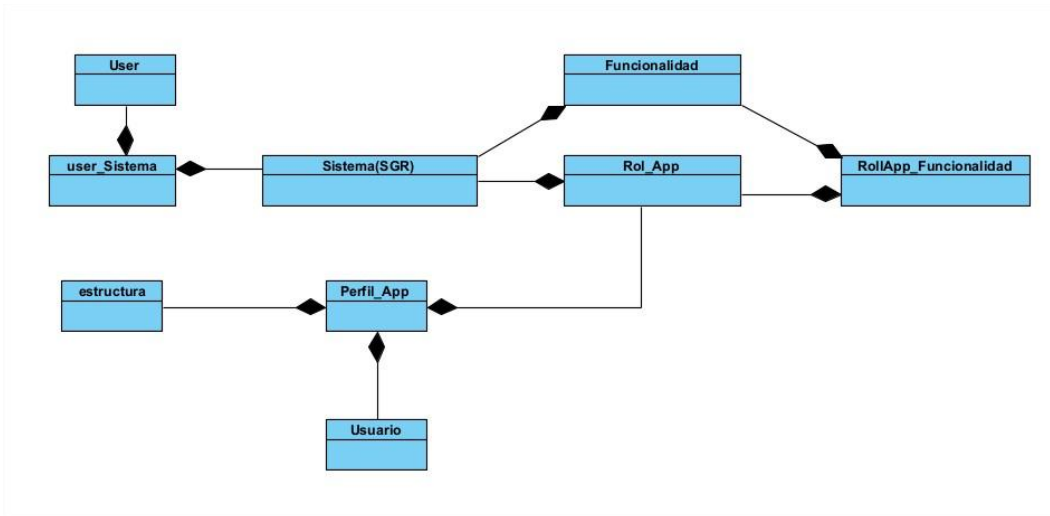 User
Funcionalidad
user_Sistema
Sistema(SGR)
Rol_App
RollApp_Funcionalidad
estructura
Perfil_App
Usuario